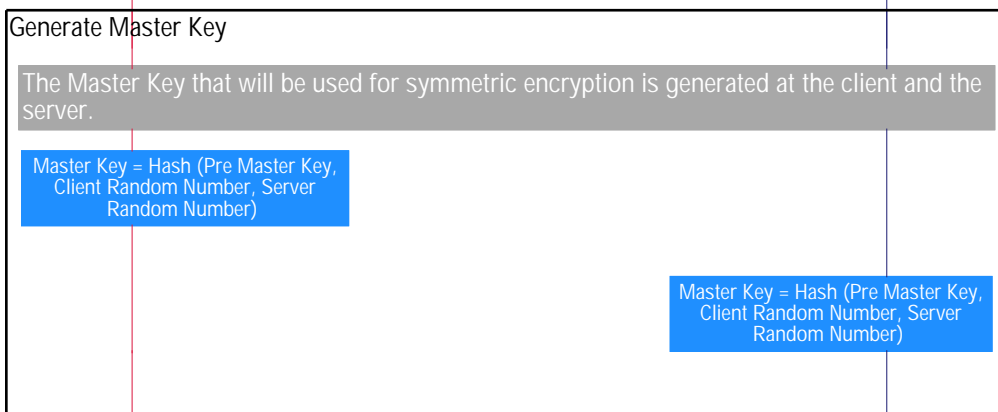 Generate Master Key
The Master Key that will be used for symmetric encryption is generated at the client and the
server.
Master Key = Hash (Pre Master Key,
Client Random Number, Server
Random Number)
Master Key = Hash (Pre Master Key,
Client Random Number, Server
Random Number)